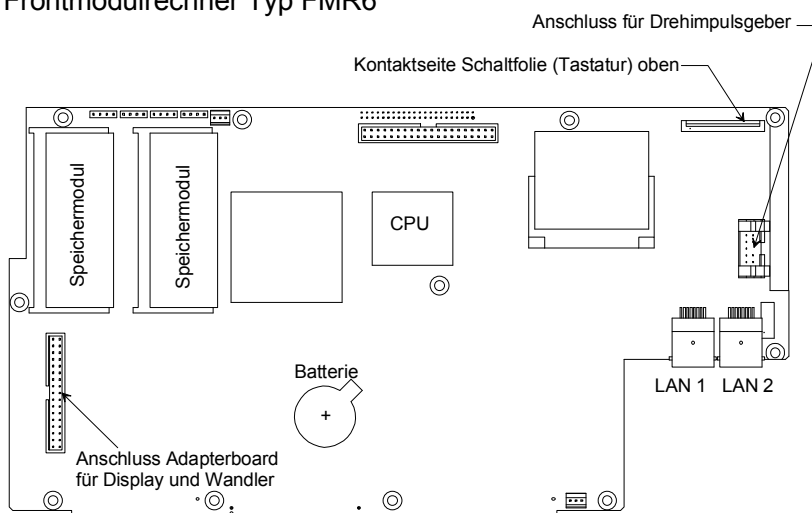 Frontmodulrechner Typ FMR6
Anschluss für Drehimpulsgeber
Kontaktseite Schaltfolie (Tastatur) oben
Speichermodul
Speichermodul
CPU
Batterie
+
LAN 1 LAN 2
Anschluss Adapterboard
für Display und Wandler